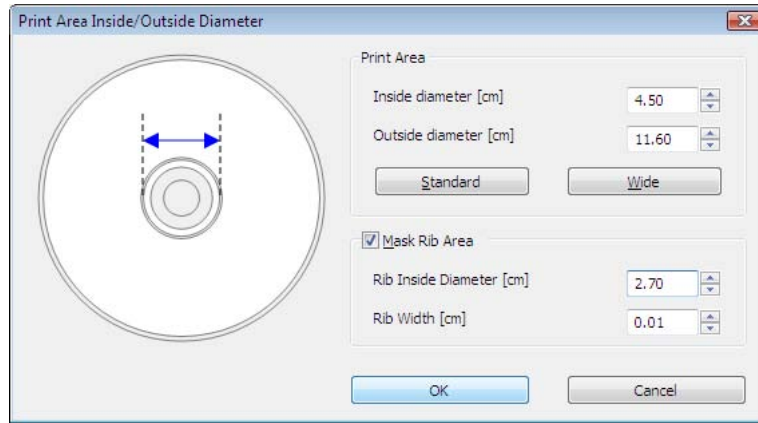 Print Area Inside/Outside Diameter
Print Area
Inside diameter [cm]
4.50
Outside diameter [cm]
11.60
Standard
Wide
Mask Rib Area
Rib Inside Diameter [cm]
2.70
Rib Width [cm]
0.01
OK
Cancel